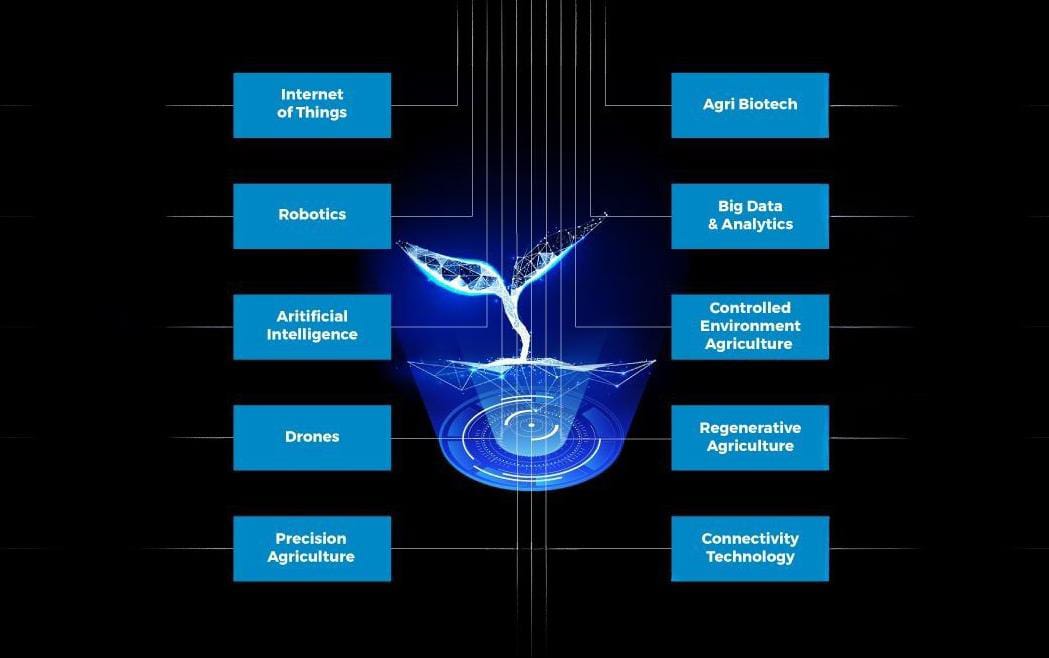 Internet
of Things
Agri Biotech
Robotics
Big Data
& Analytics
Aritificial
Intelligence
Controlled
Environment
Agriculture
Drones
Regenerative
Agriculture
Precision
Agriculture
Connectivity
Technology